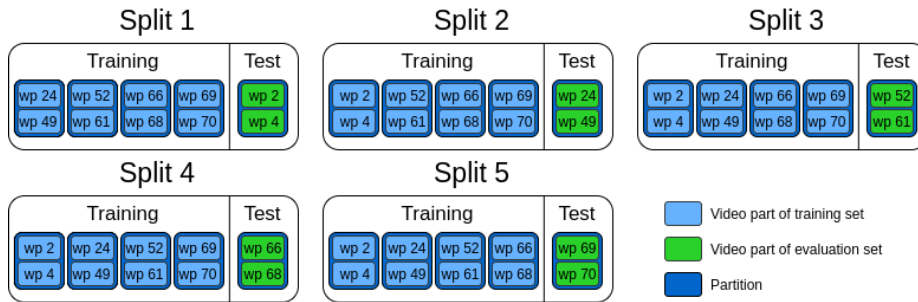 Split 1
Training Test
wp 24 wp 52 wp 66 wp 69 wp 2
wp 49 wp 61 wp 68 wp 70 wp 4
Split 2
Training Test
wp 2 wp 52 wp 66 wp 69 wp 24
wp 4 wp 61 wp 68 wp 70 wp 49
Split 3
Training Test
wp 2 wp 24 wp 66 wp 69 wp 52
wp 4 wp 49 wp 68 wp 70 wp 61
Split 4
Training Test
wp 2 wp 24 wp 52 wp 69 wp 66
wp 4 wp 49 wp 61 wp 70 wp 68
Split 5
Training Test
wp 2 wp 24 wp 52 wp 66 wp 69
wp 4 wp 49 wp 61 wp 68 wp 70
Video part of training set
Video part of evaluation set
Partition